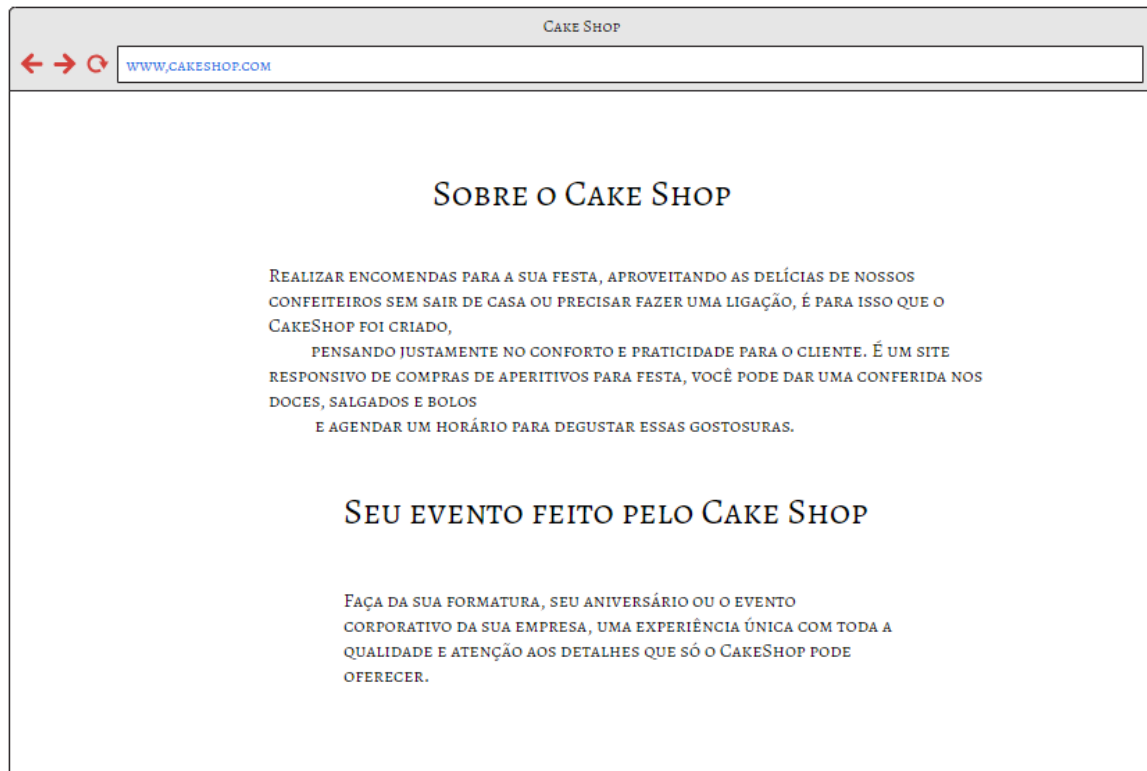 Cake Shop
www,cakeshop.com
Sobre o Cake Shop
Realizar encomendas para a sua festa, aproveitando as delícias de nossos
confeiteiros sem sair de casa ou precisar fazer uma ligação, é para isso que o
CakeShop foi criado,
pensando justamente no conforto e praticidade para o cliente. É um site
responsivo de compras de aperitivos para festa, você pode dar uma conferida nos
doces, salgados e bolos
e agendar um horário para degustar essas gostosuras.
Seu evento feito pelo Cake Shop
Faça da sua formatura, seu aniversário ou o evento
corporativo da sua empresa, uma experiência única com toda a
qualidade e atenção aos detalhes que só o CakeShop pode
oferecer.